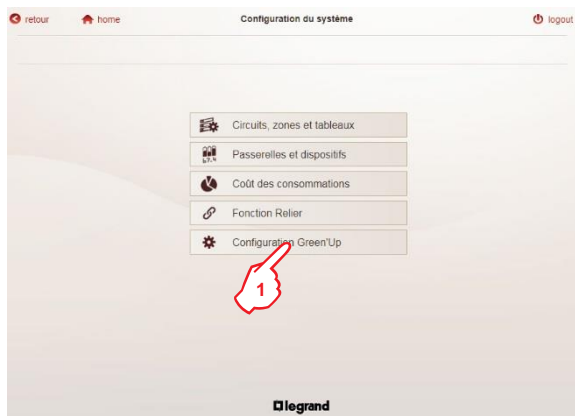 retour
home
Configuration du système
logout
Circuits, zones et tableaux
Passerelles et dispositifs
Coût des consommations
Fonction Relier
Configuration Green'Up
1
legrand